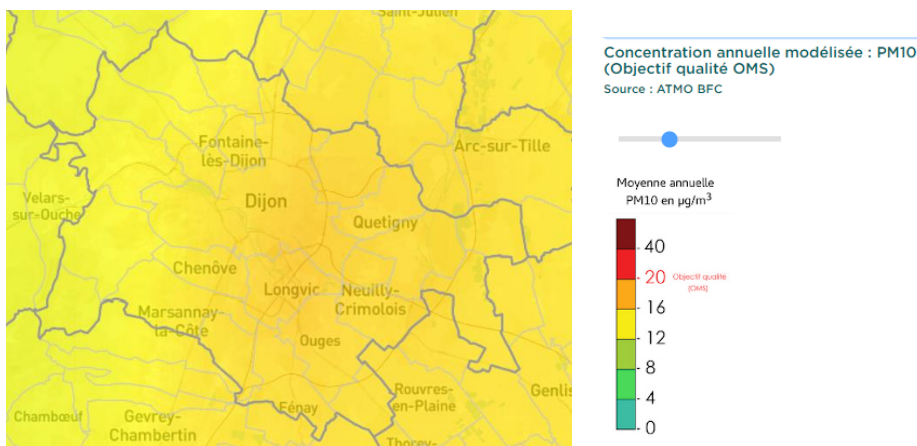 Saint-Julien
Fontaine-
lès-Dijon
Arc-sur-Tille
Velars-
sur-Ouche
Dijon
Quetigny
Chenôve
Longvic
Neuilly-
Crimolois
Marsannay-
la-Côte
Ouges
Rouvres-
en-Plaine
Genlis
Chambœuf
Gevrey-
Chambertin
Fénay
Thorey-
Concentration annuelle modélisée : PM10
(Objectif qualité OMS)
Source : ATMO BFC
Moyenne annuelle
PM10 en µg/m³
40
20 Objectif qualité
(OMS)
16
12
8
4
0